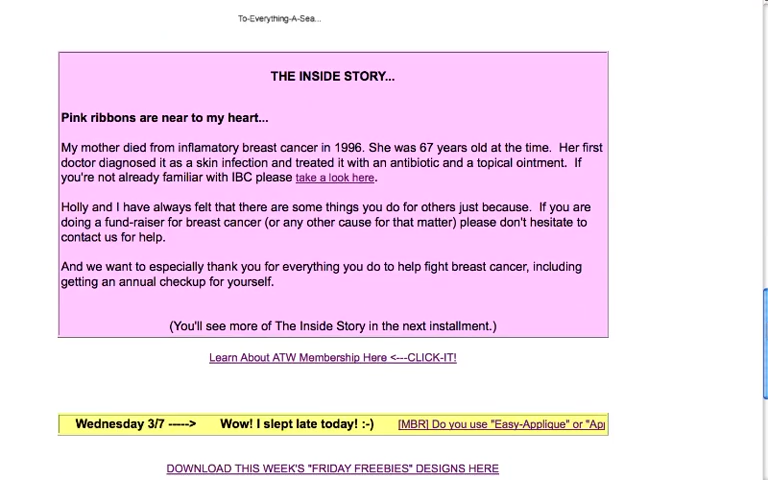 To-Everything-A-Sea...
THE INSIDE STORY...
Pink ribbons are near to my heart...
My mother died from inflamatory breast cancer in 1996. She was 67 years old at the time. Her first
doctor diagnosed it as a skin infection and treated it with an antibiotic and a topical ointment. If
you're not already familiar with IBC please take a look here.
Holly and I have always felt that there are some things you do for others just because. If you are
doing a fund-raiser for breast cancer (or any other cause for that matter) please don't hesitate to
contact us for help.
And we want to especially thank you for everything you do to help fight breast cancer, including
getting an annual checkup for yourself.
(You'll see more of The Inside Story in the next installment.)
Learn About ATW Membership Here <---CLICK-IT!
Wednesday 3/7 -----> Wow! I slept late today! :-) [MBR] Do you use "Easy-Applique" or "App
DOWNLOAD THIS WEEK'S "FRIDAY FREEBIES" DESIGNS HERE